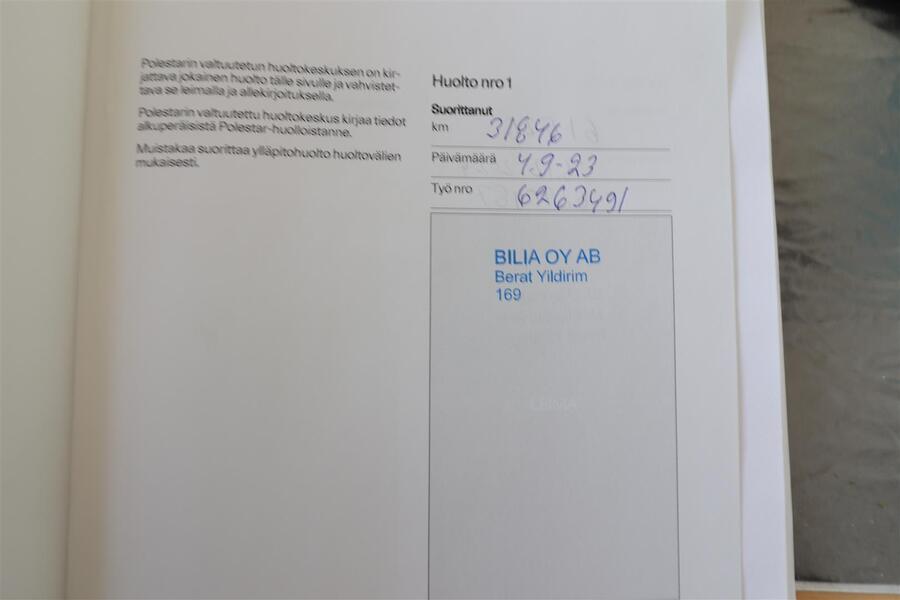 Polestarin valtuutetun huoltokeskuksen on kir-
jattava jokainen huolto tälle sivulle ja vahvistet-
tava se leimalla ja allekirjoituksella.
Polestarin valtuutettu huoltokeskus kirjaa tiedot
alkuperäisistä Polestar-huolloistanne.
Muistakaa suorittaa ylläpitohuolto huoltovälien
mukaisesti.
Huolto nro 1
Suorittanut
km 31846
Päivämäärä 4.9-23
Työ nro 6263491
BILIA OY AB
Berat Yildirim
169
LEIMA